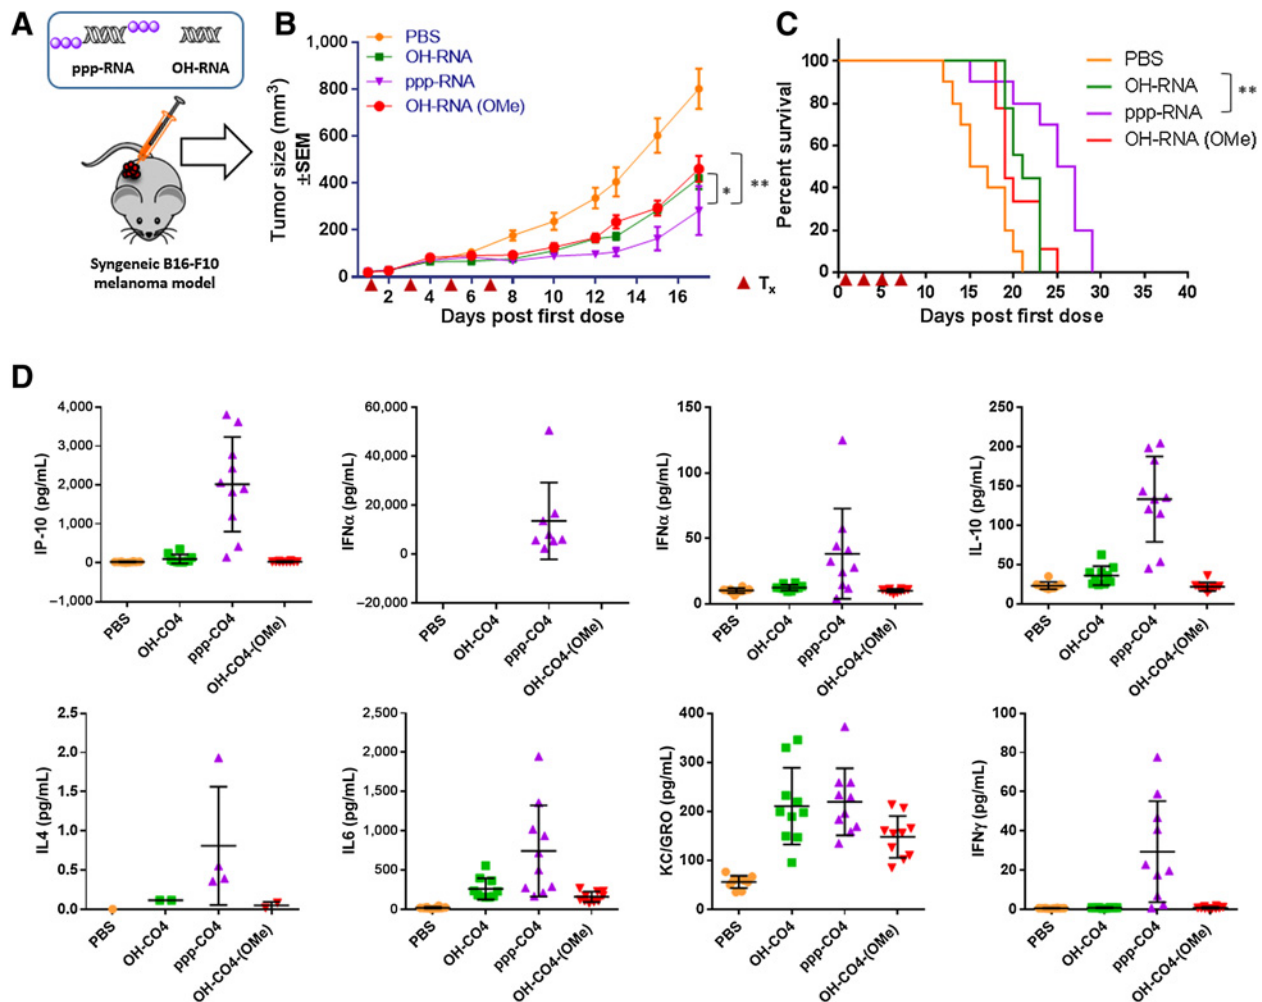 A
ppp-RNA OH-RNA
Syngeneic B16-F10
melanoma model
B
PBS
OH-RNA
ppp-RNA
OH-RNA (OMe)
Tumor size (mm³)
±SEM
1,000
800
600
400
200
0
*
**
2 4 6 8 10 12 14 16
Days post first dose
Tx
C
PBS
OH-RNA
ppp-RNA
OH-RNA (OMe)
**
Percent survival
100
80
60
40
20
0
0 5 10 15 20 25 30 35 40
Days post first dose
D
IP-10 (pg/mL)
4,000
3,000
2,000
1,000
0
−1,000
PBS
OH-CO4
ppp-CO4
OH-CO4-(OMe)
IFNα (pg/mL)
60,000
40,000
20,000
0
−20,000
PBS
OH-CO4
ppp-CO4
OH-CO4-(OMe)
IFNα (pg/mL)
150
100
50
0
PBS
OH-CO4
ppp-CO4
OH-CO4-(OMe)
IL-10 (pg/mL)
250
200
150
100
50
0
PBS
OH-CO4
ppp-CO4
OH-CO4-(OMe)
IL4 (pg/mL)
2.5
2.0
1.5
1.0
0.5
0.0
PBS
OH-CO4
ppp-CO4
OH-CO4-(OMe)
IL6 (pg/mL)
2,500
2,000
1,500
1,000
500
0
PBS
OH-CO4
ppp-CO4
OH-CO4-(OMe)
KC/GRO (pg/mL)
400
300
200
100
0
PBS
OH-CO4
ppp-CO4
OH-CO4-(OMe)
IFNγ (pg/mL)
100
80
60
40
20
0
PBS
OH-CO4
ppp-CO4
OH-CO4-(OMe)